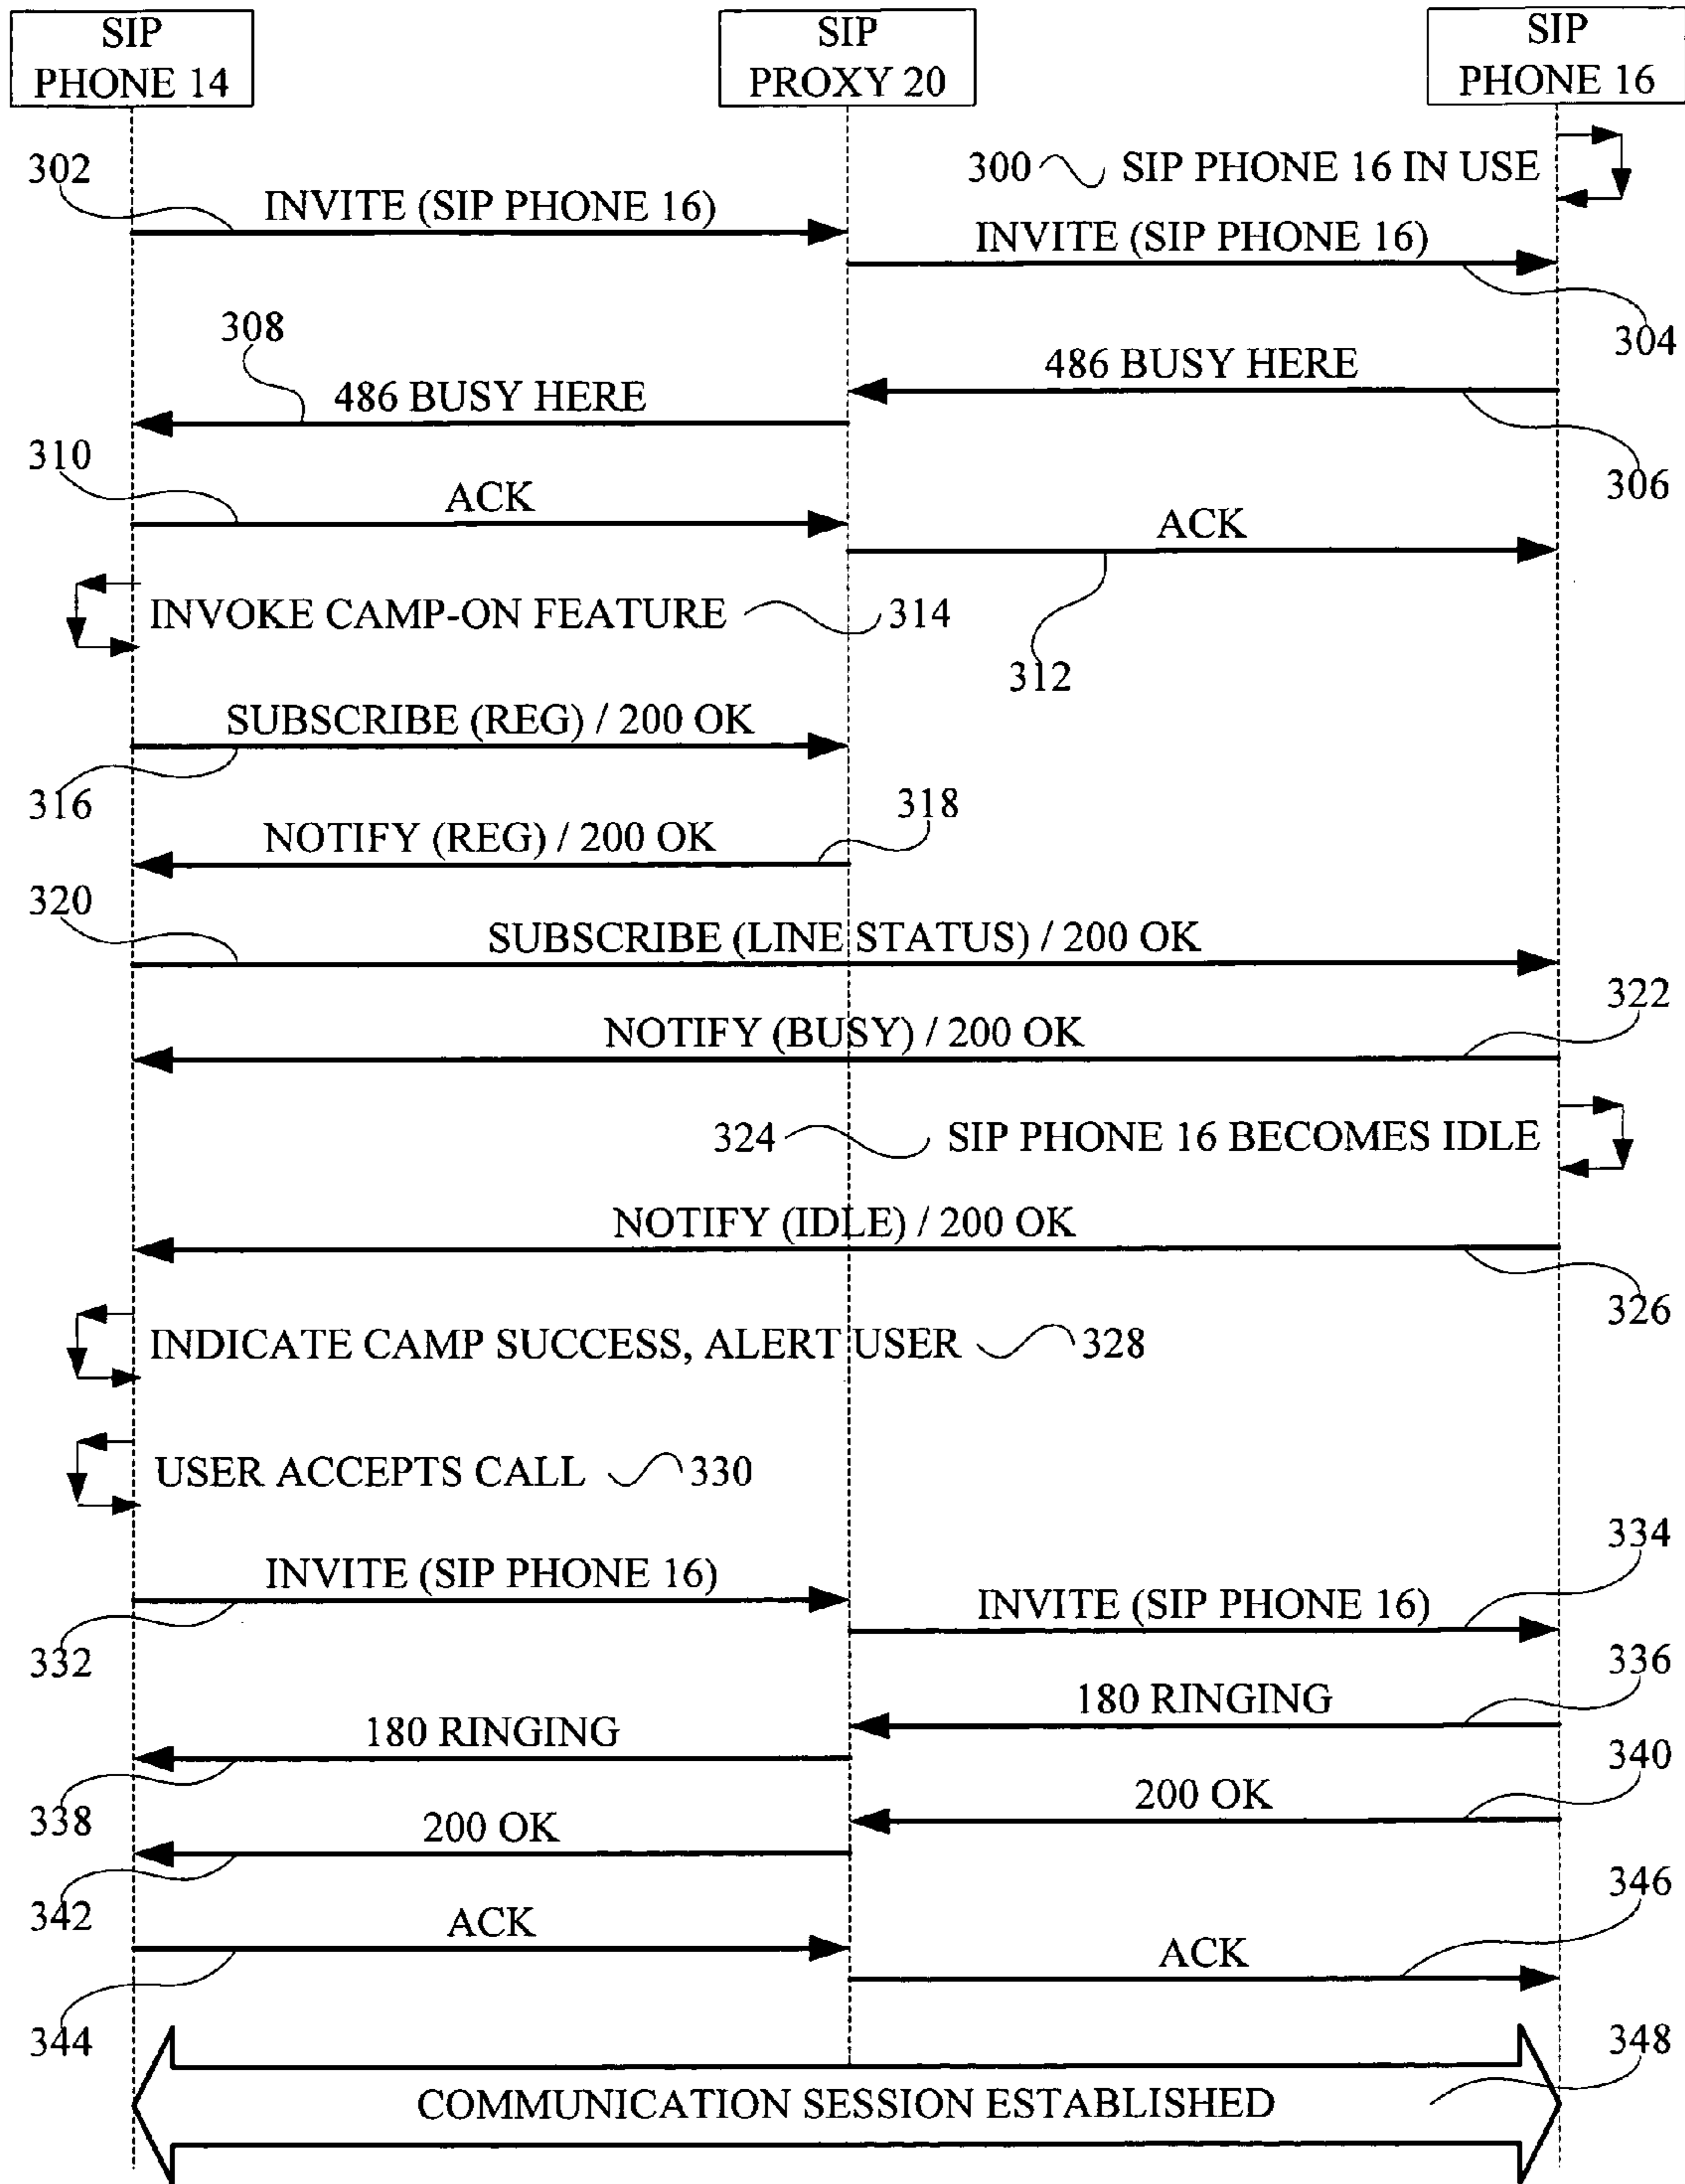 SIP
PHONE 14
SIP
PROXY 20
SIP
PHONE 16
300 SIP PHONE 16 IN USE
302
INVITE (SIP PHONE 16)
INVITE (SIP PHONE 16)
304
308
486 BUSY HERE
486 BUSY HERE
306
310
ACK
ACK
312
INVOKE CAMP-ON FEATURE 314
SUBSCRIBE (REG) / 200 OK
316
318
NOTIFY (REG) / 200 OK
320
SUBSCRIBE (LINE STATUS) / 200 OK
322
NOTIFY (BUSY) / 200 OK
324 SIP PHONE 16 BECOMES IDLE
NOTIFY (IDLE) / 200 OK
326
INDICATE CAMP SUCCESS, ALERT USER 328
USER ACCEPTS CALL 330
334
INVITE (SIP PHONE 16)
INVITE (SIP PHONE 16)
332
336
180 RINGING
180 RINGING
338
340
200 OK
200 OK
342
346
ACK
ACK
344
348
COMMUNICATION SESSION ESTABLISHED